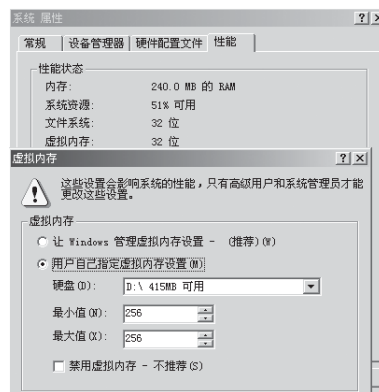 系统 属性
常规 设备管理器 硬件配置文件 性能
性能状态
内存: 240.0 MB 的 RAM
系统资源: 51% 可用
文件系统: 32 位
虚拟内存: 32 位
虚拟内存
这些设置会影响系统的性能，只有高级用户和系统管理员才能
更改这些设置。
虚拟内存
让 Windows 管理虚拟内存设置 - (推荐)(W)
用户自己指定虚拟内存设置(M)
硬盘(D): D:\ 415MB 可用
最小值(N): 256
最大值(X): 256
禁用虚拟内存 - 不推荐(S)